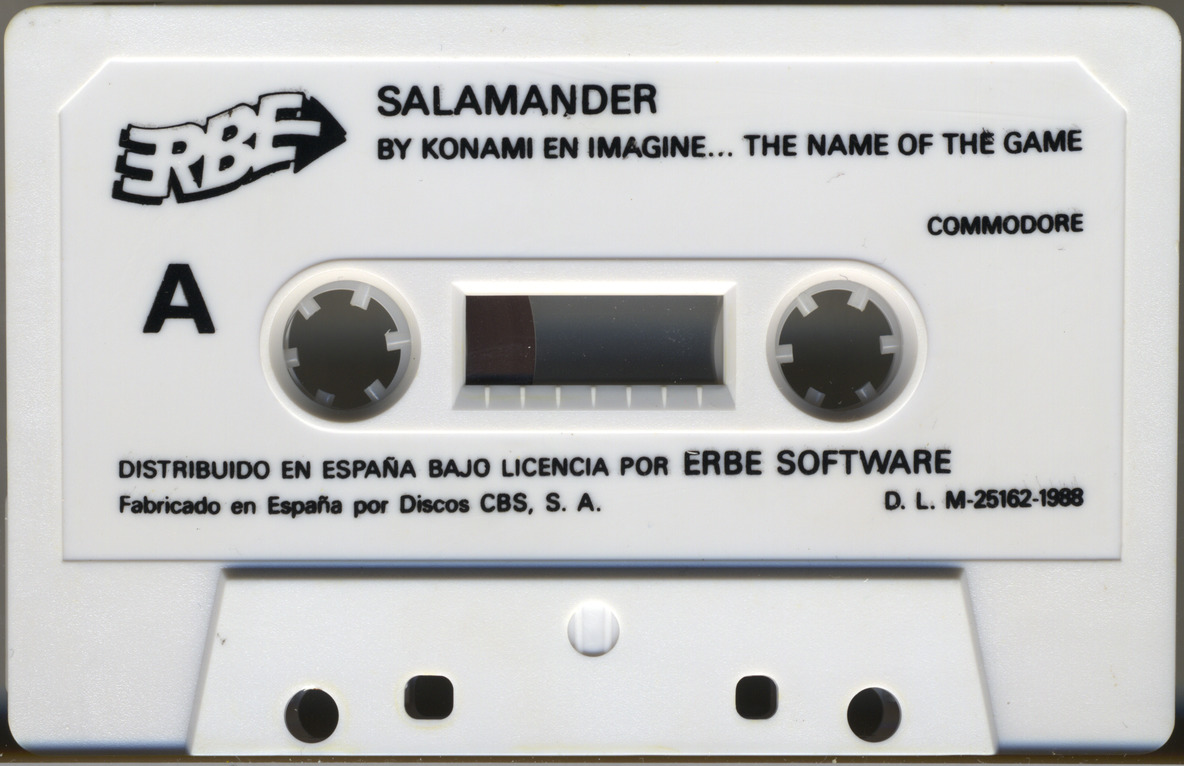 ERBE
SALAMANDER
BY KONAMI EN IMAGINE... THE NAME OF THE GAME
COMMODORE
A
DISTRIBUIDO EN ESPAÑA BAJO LICENCIA POR ERBE SOFTWARE
Fabricado en España por Discos CBS, S. A.
D. L. M-25162-1988